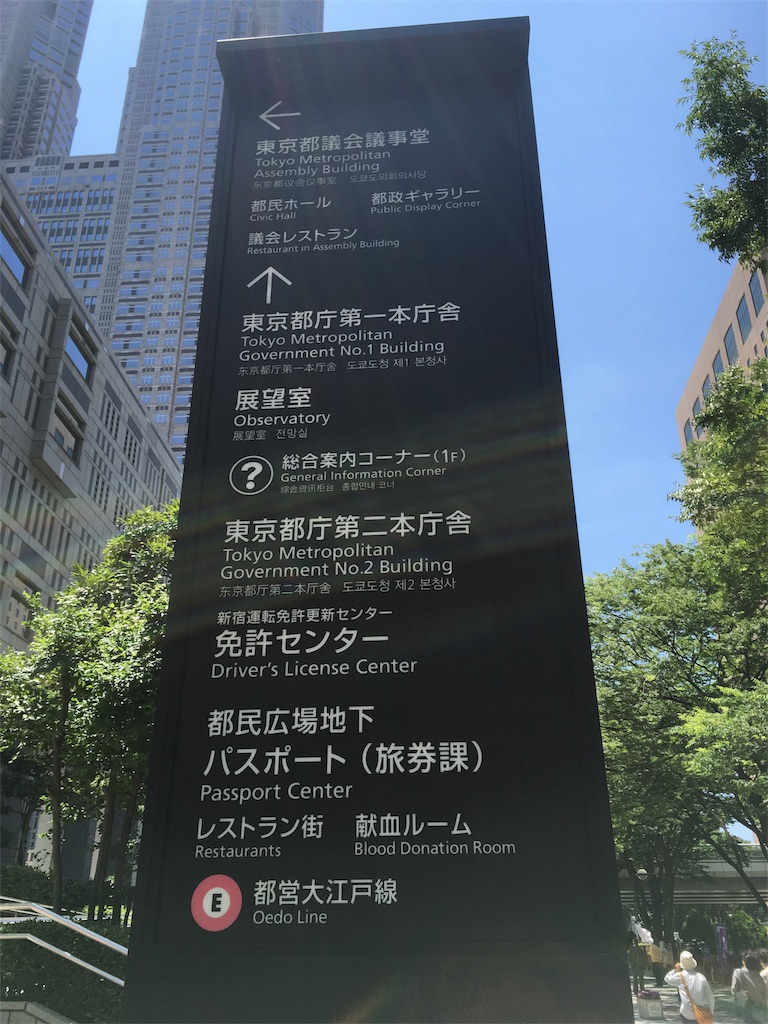 東京都議会議事堂
Tokyo Metropolitan
Assembly Building
东京都议会议事堂 도쿄도의회의사당
都民ホール 都政ギャラリー
Civic Hall Public Display Corner
議会レストラン
Restaurant in Assembly Building
東京都庁第一本庁舎
Tokyo Metropolitan
Government No.1 Building
东京都厅第一本厅舍 도쿄도청 제1 본청사
展望室
Observatory
展望室 전망실
? 総合案内コーナー(1F)
General Information Corner
综合资讯柜台 종합안내 코너
東京都庁第二本庁舎
Tokyo Metropolitan
Government No.2 Building
东京都厅第二本厅舍 도쿄도청 제2 본청사
新宿運転免許更新センター
免許センター
Driver's License Center
都民広場地下
パスポート(旅券課)
Passport Center
レストラン街 献血ルーム
Restaurants Blood Donation Room
E 都営大江戸線
Oedo Line